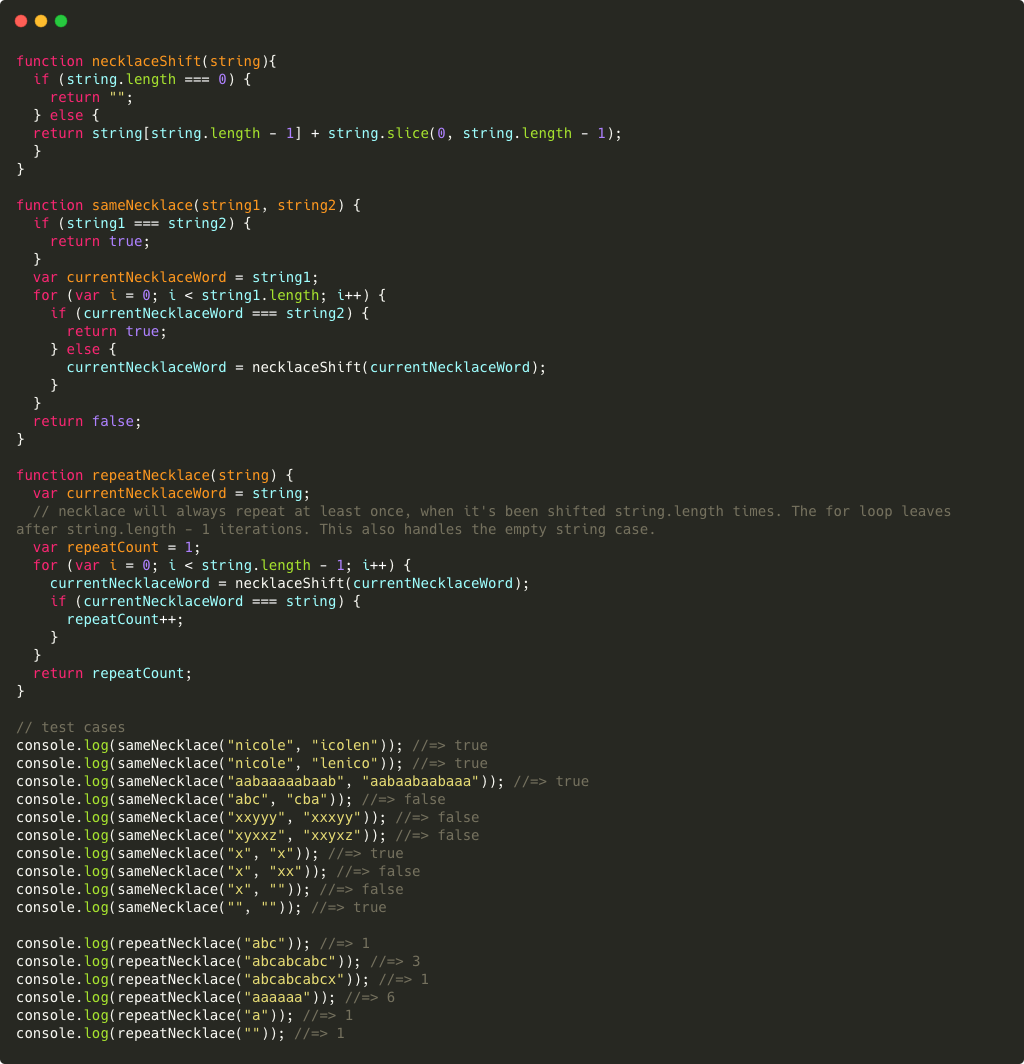 function necklaceShift(string){
  if (string.length === 0) {
    return "";
  } else {
  return string[string.length - 1] + string.slice(0, string.length - 1);
  }
}

function sameNecklace(string1, string2) {
  if (string1 === string2) {
    return true;
  }
  var currentNecklaceWord = string1;
  for (var i = 0; i < string1.length; i++) {
    if (currentNecklaceWord === string2) {
      return true;
    } else {
      currentNecklaceWord = necklaceShift(currentNecklaceWord);
    }
  }
  return false;
}

function repeatNecklace(string) {
  var currentNecklaceWord = string;
  // necklace will always repeat at least once, when it's been shifted string.length times. The for loop leaves
after string.length - 1 iterations. This also handles the empty string case.
  var repeatCount = 1;
  for (var i = 0; i < string.length - 1; i++) {
    currentNecklaceWord = necklaceShift(currentNecklaceWord);
    if (currentNecklaceWord === string) {
      repeatCount++;
    }
  }
  return repeatCount;
}

// test cases
console.log(sameNecklace("nicole", "icolen")); //=> true
console.log(sameNecklace("nicole", "lenico")); //=> true
console.log(sameNecklace("aabaaaaabaab", "aabaabaabaaa")); //=> true
console.log(sameNecklace("abc", "cba")); //=> false
console.log(sameNecklace("xxyyy", "xxxyy")); //=> false
console.log(sameNecklace("xyxxz", "xxyxz")); //=> false
console.log(sameNecklace("x", "x")); //=> true
console.log(sameNecklace("x", "xx")); //=> false
console.log(sameNecklace("x", "")); //=> false
console.log(sameNecklace("", "")); //=> true

console.log(repeatNecklace("abc")); //=> 1
console.log(repeatNecklace("abcabcabc")); //=> 3
console.log(repeatNecklace("abcabcabcx")); //=> 1
console.log(repeatNecklace("aaaaaa")); //=> 6
console.log(repeatNecklace("a")); //=> 1
console.log(repeatNecklace("")); //=> 1